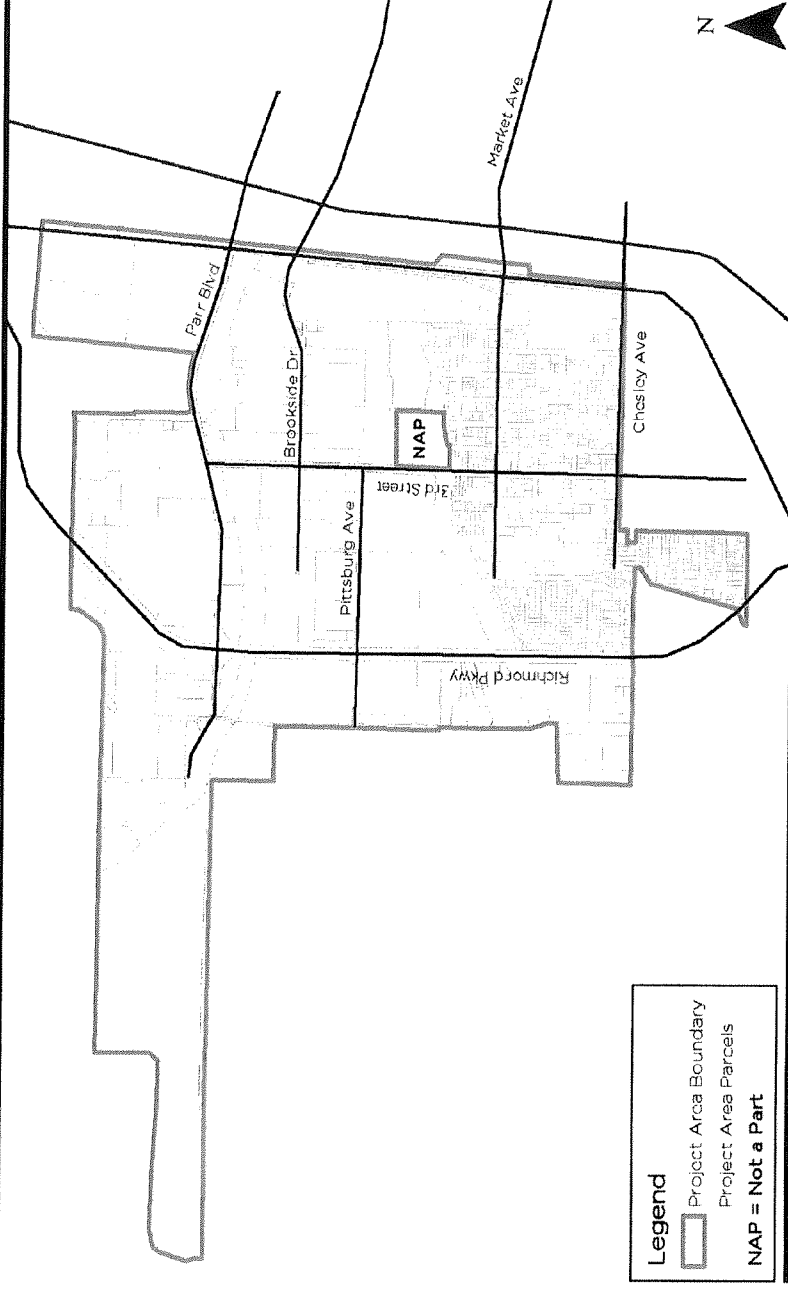 N
Parr Blvd
Brookside Dr
Market Ave
NAP
3rd Street
Pittsburg Ave
Chesley Ave
Richmond Pkwy
Legend
Project Area Boundary
Project Area Parcels
NAP = Not a Part